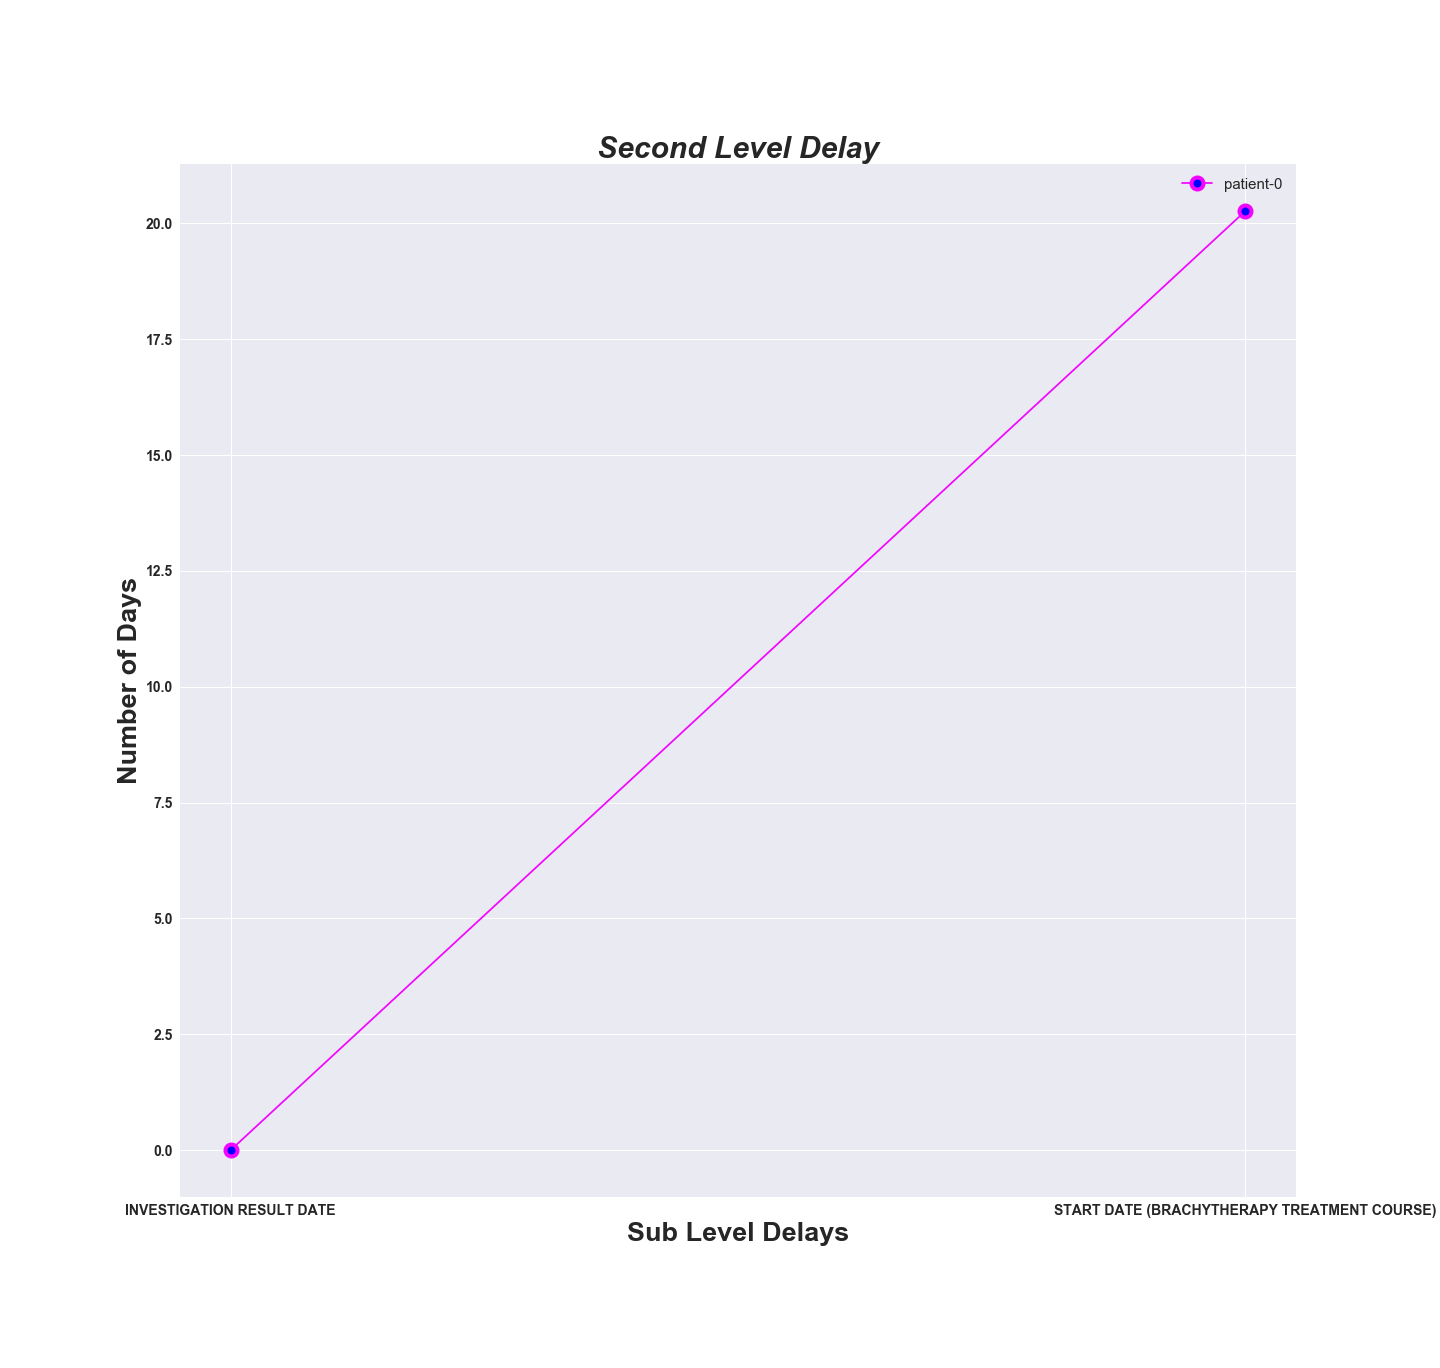 Second Level Delay
patient-0
20.0
17.5
15.0
12.5
10.0
7.5
5.0
2.5
0.0
Number of Days
INVESTIGATION RESULT DATE
START DATE (BRACHYTHERAPY TREATMENT COURSE)
Sub Level Delays